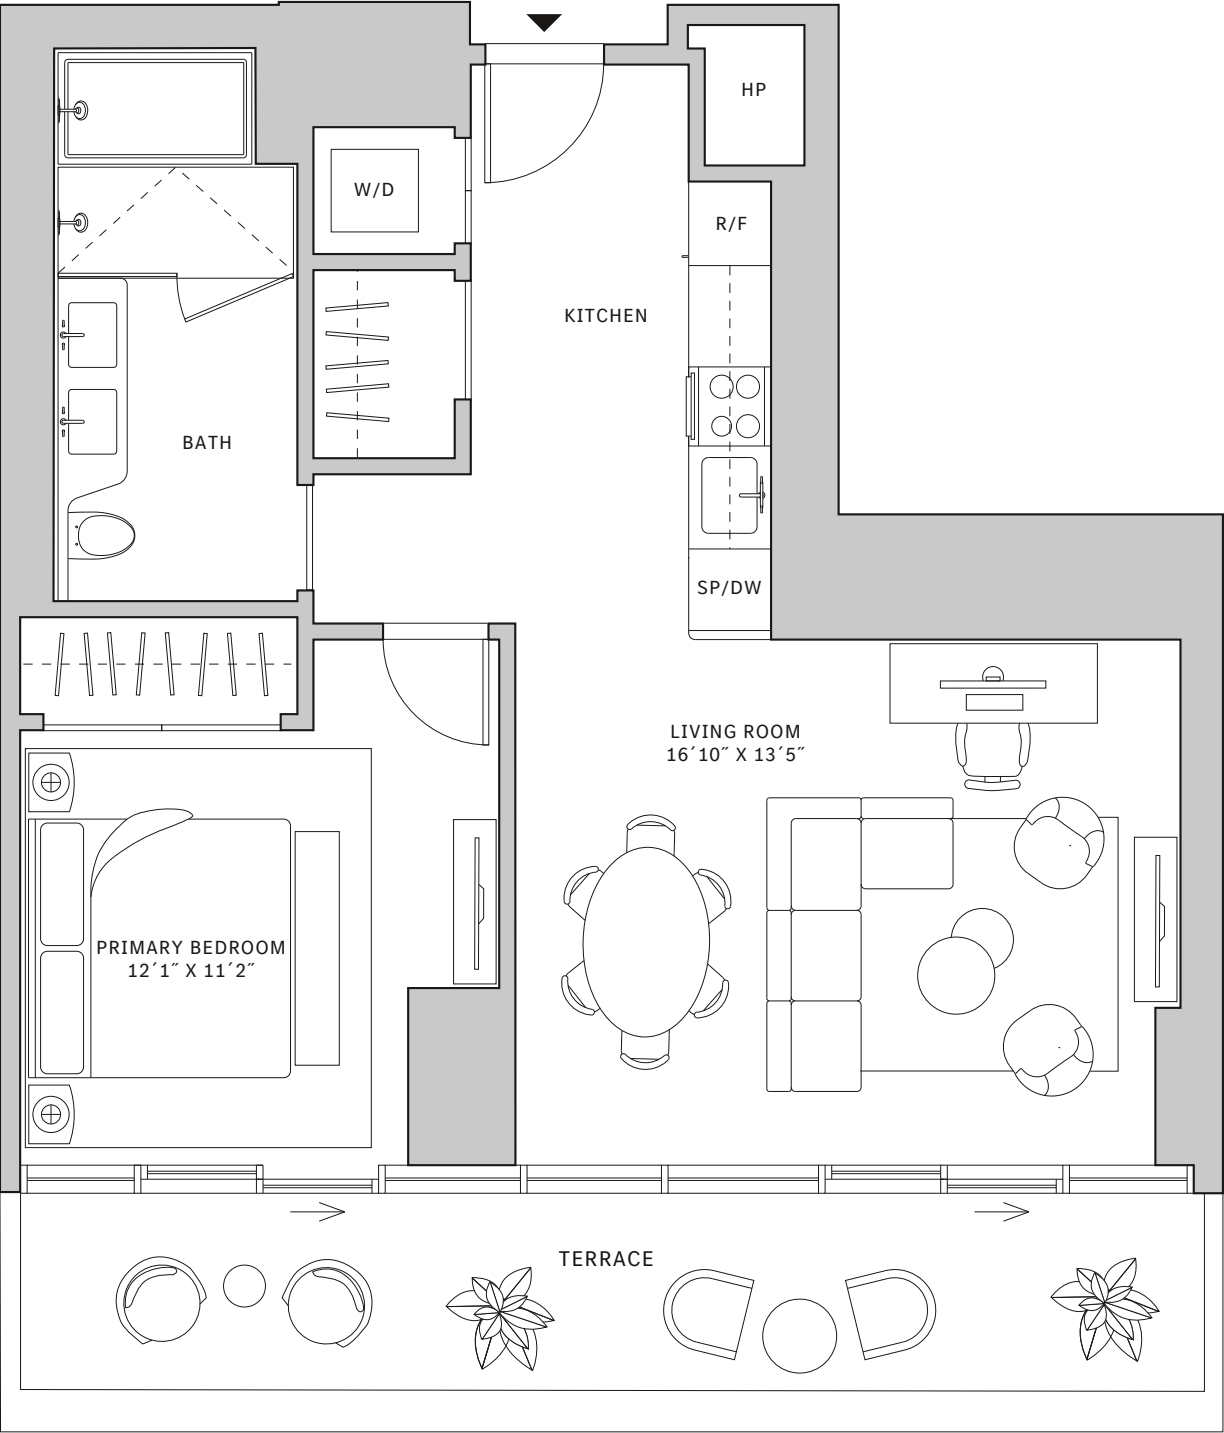 HP
W/D
R/F
KITCHEN
BATH
SP/DW
LIVING ROOM
16´10˝ X 13´5˝
PRIMARY BEDROOM
12´1˝ X 11´2˝
TERRACE